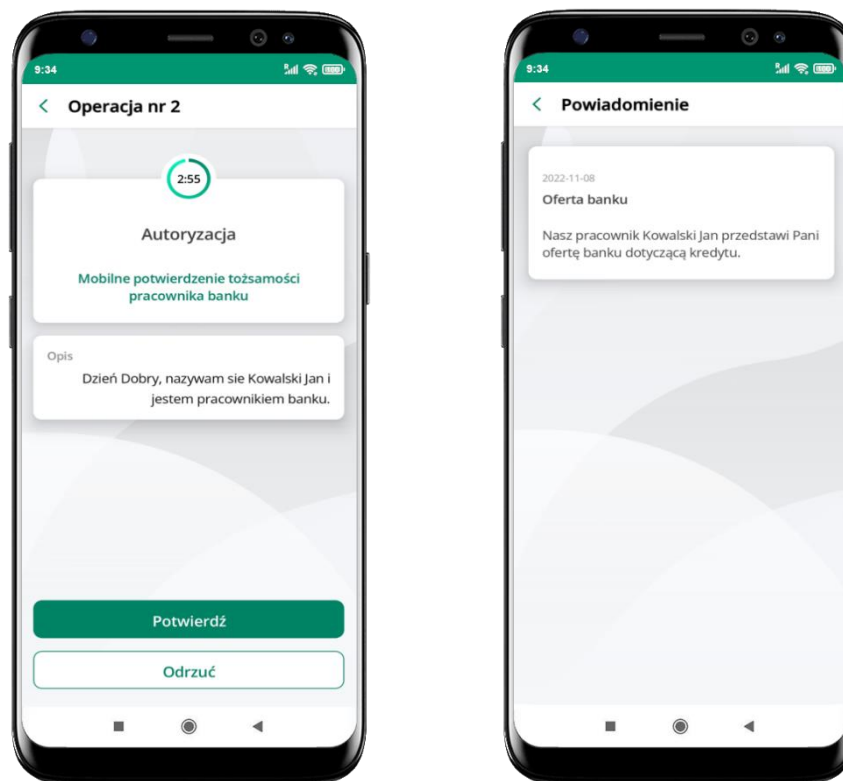 9:34
Operacja nr 2
2:55
Autoryzacja
Mobilne potwierdzenie tożsamości
pracownika banku
Opis
Dzień Dobry, nazywam sie Kowalski Jan i
jestem pracownikiem banku.
Potwierdź
Odrzuć
9:34
Powiadomienie
2022-11-08
Oferta banku
Nasz pracownik Kowalski Jan przedstawi Pani
ofertę banku dotyczącą kredytu.